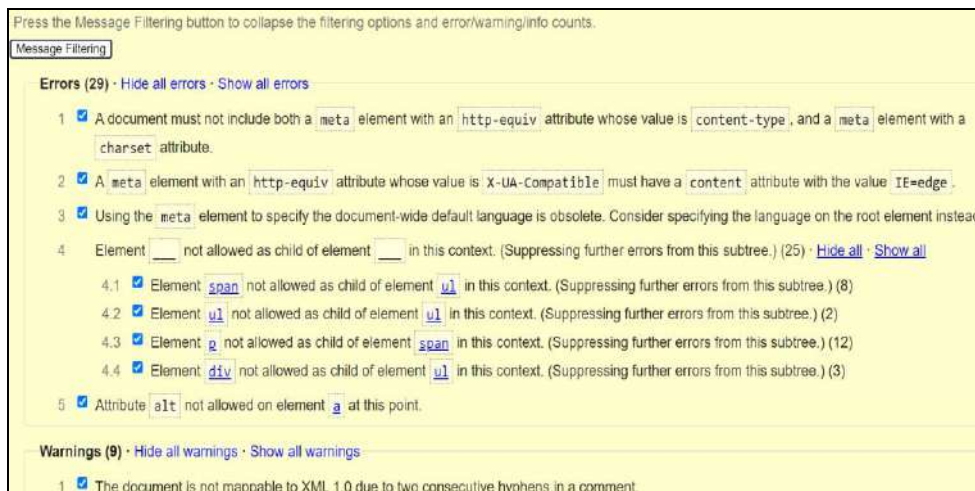 Press the Message Filtering button to collapse the filtering options and error/warning/info counts.
Message Filtering
Errors (29) · Hide all errors · Show all errors
1 A document must not include both a meta element with an http-equiv attribute whose value is content-type, and a meta element with a
charset attribute.
2 A meta element with an http-equiv attribute whose value is X-UA-Compatible must have a content attribute with the value IE=edge.
3 Using the meta element to specify the document-wide default language is obsolete. Consider specifying the language on the root element instead
4 Element ___ not allowed as child of element ___ in this context. (Suppressing further errors from this subtree.) (25) · Hide all · Show all
4.1 Element span not allowed as child of element ul in this context. (Suppressing further errors from this subtree.) (8)
4.2 Element ul not allowed as child of element ul in this context. (Suppressing further errors from this subtree.) (2)
4.3 Element p not allowed as child of element span in this context. (Suppressing further errors from this subtree.) (12)
4.4 Element div not allowed as child of element ul in this context. (Suppressing further errors from this subtree.) (3)
5 Attribute alt not allowed on element a at this point.
Warnings (9) · Hide all warnings · Show all warnings
1 The document is not mappable to XML 1.0 due to two consecutive hyphens in a comment.